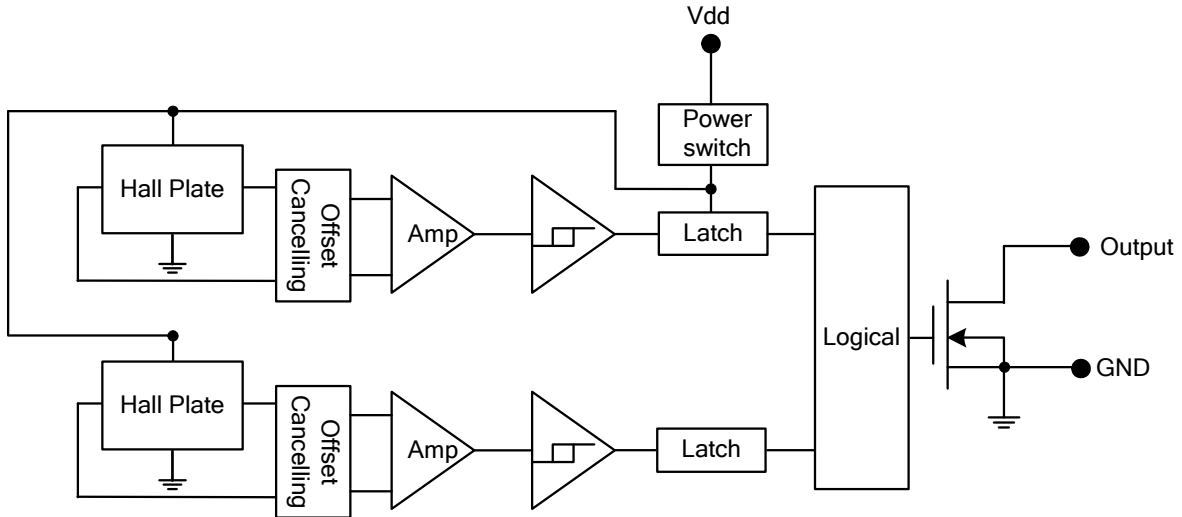 Vdd
Power
switch
Hall Plate
Offset
Cancelling
Amp
Latch
Logical
Output
GND
Hall Plate
Offset
Cancelling
Amp
Latch